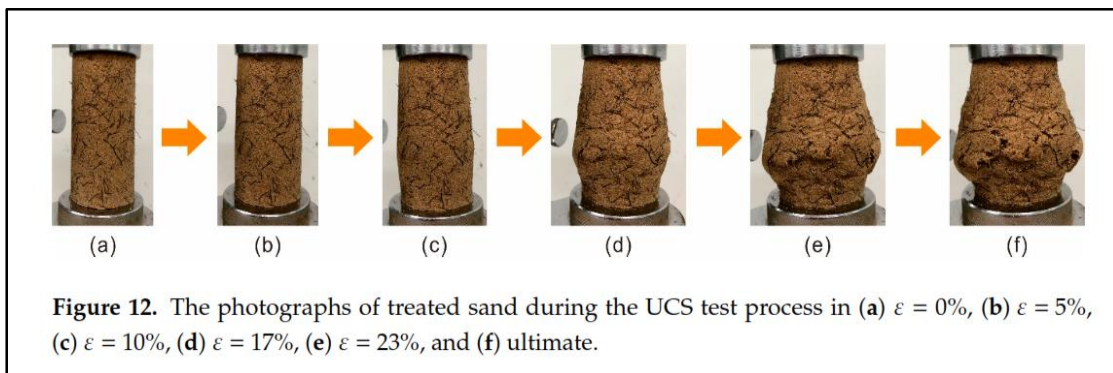 (a) (b) (c) (d) (e) (f)
Figure 12. The photographs of treated sand during the UCS test process in (a) ε = 0%, (b) ε = 5%,
(c) ε = 10%, (d) ε = 17%, (e) ε = 23%, and (f) ultimate.